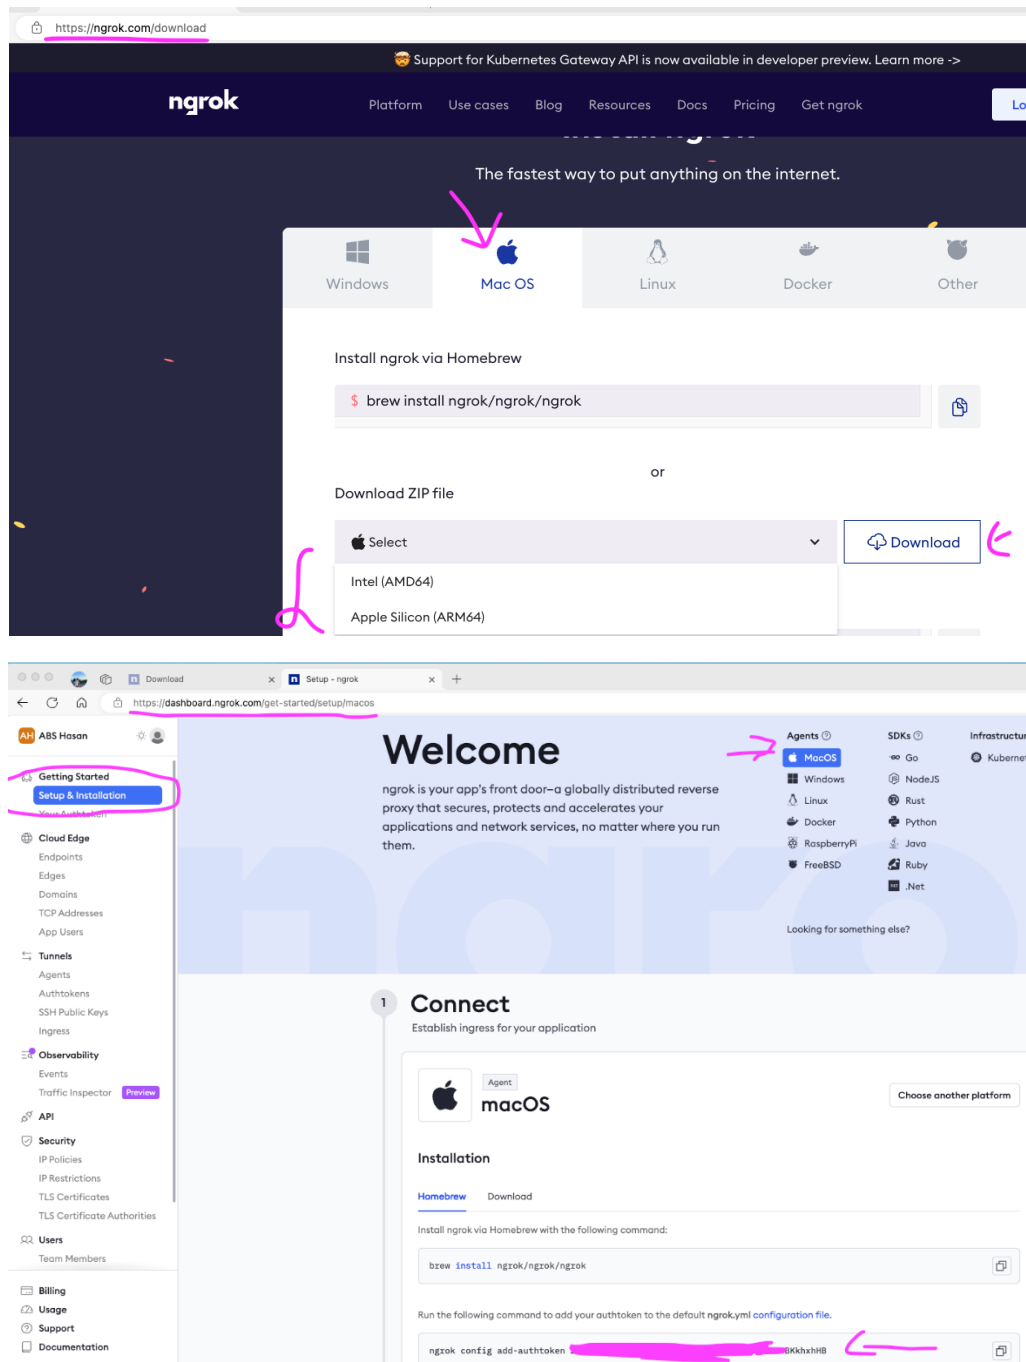 https://ngrok.com/download
🤯 Support for Kubernetes Gateway API is now available in developer preview. Learn more ->
ngrok
Platform Use cases Blog Resources Docs Pricing Get ngrok Lo
The fastest way to put anything on the internet.
Windows Mac OS Linux Docker Other
Install ngrok via Homebrew
$ brew install ngrok/ngrok/ngrok
or
Download ZIP file
Select
Download
Intel (AMD64)
Apple Silicon (ARM64)
Download Setup - ngrok
https://dashboard.ngrok.com/get-started/setup/macos
AH ABS Hasan
Getting Started
Setup & Installation
Your Authtoken
Cloud Edge
Endpoints
Edges
Domains
TCP Addresses
App Users
Tunnels
Agents
Authtokens
SSH Public Keys
Ingress
Observability
Events
Traffic Inspector Preview
API
Security
IP Policies
IP Restrictions
TLS Certificates
TLS Certificate Authorities
Users
Team Members
Billing
Usage
Support
Documentation
Welcome
ngrok is your app's front door—a globally distributed reverse
proxy that secures, protects and accelerates your
applications and network services, no matter where you run
them.
Agents
MacOS
Windows
Linux
Docker
RaspberryPi
FreeBSD
SDKs
Go
NodeJS
Rust
Python
Java
Ruby
.Net
Infrastructur
Kubernet
Looking for something else?
1 Connect
Establish ingress for your application
Agent
macOS
Choose another platform
Installation
Homebrew Download
Install ngrok via Homebrew with the following command:
brew install ngrok/ngrok/ngrok
Run the following command to add your authtoken to the default ngrok.yml configuration file.
ngrok config add-authtoken